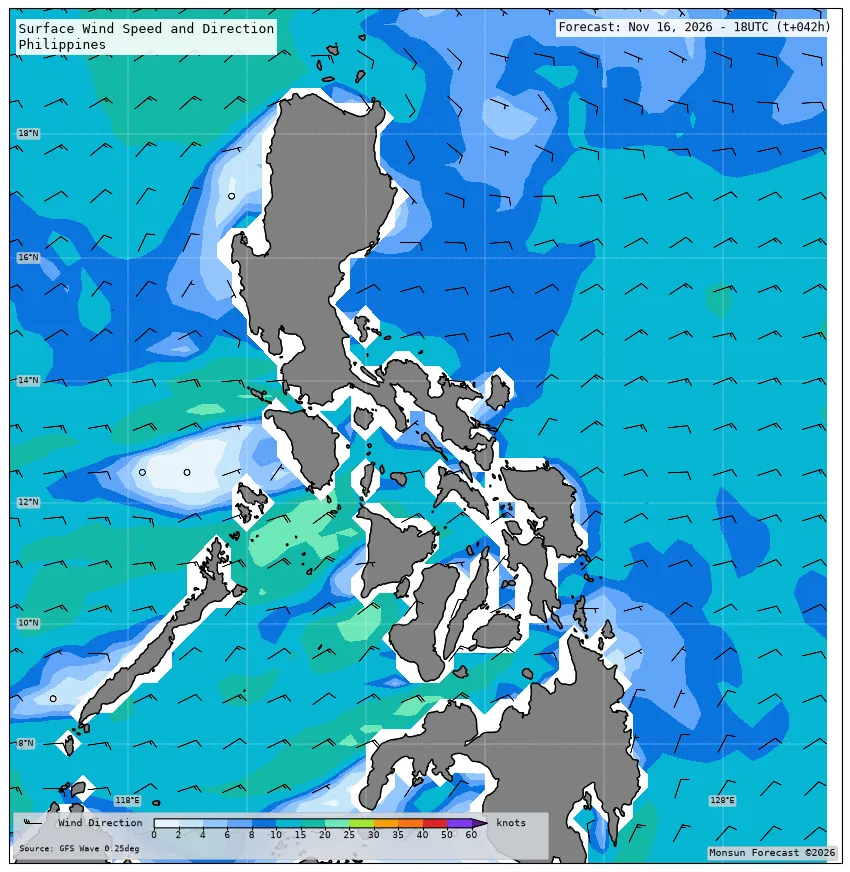 Surface Wind Speed and Direction
Philippines
Forecast: Nov 16, 2026 - 18UTC (t+042h)
18°N
16°N
14°N
12°N
10°N
8°N
118°E
128°E
Wind Direction
0 2 4 6 8 10 15 20 25 30 35 40 50 60
knots
Source: GFS Wave 0.25deg
Monsun Forecast ©2026